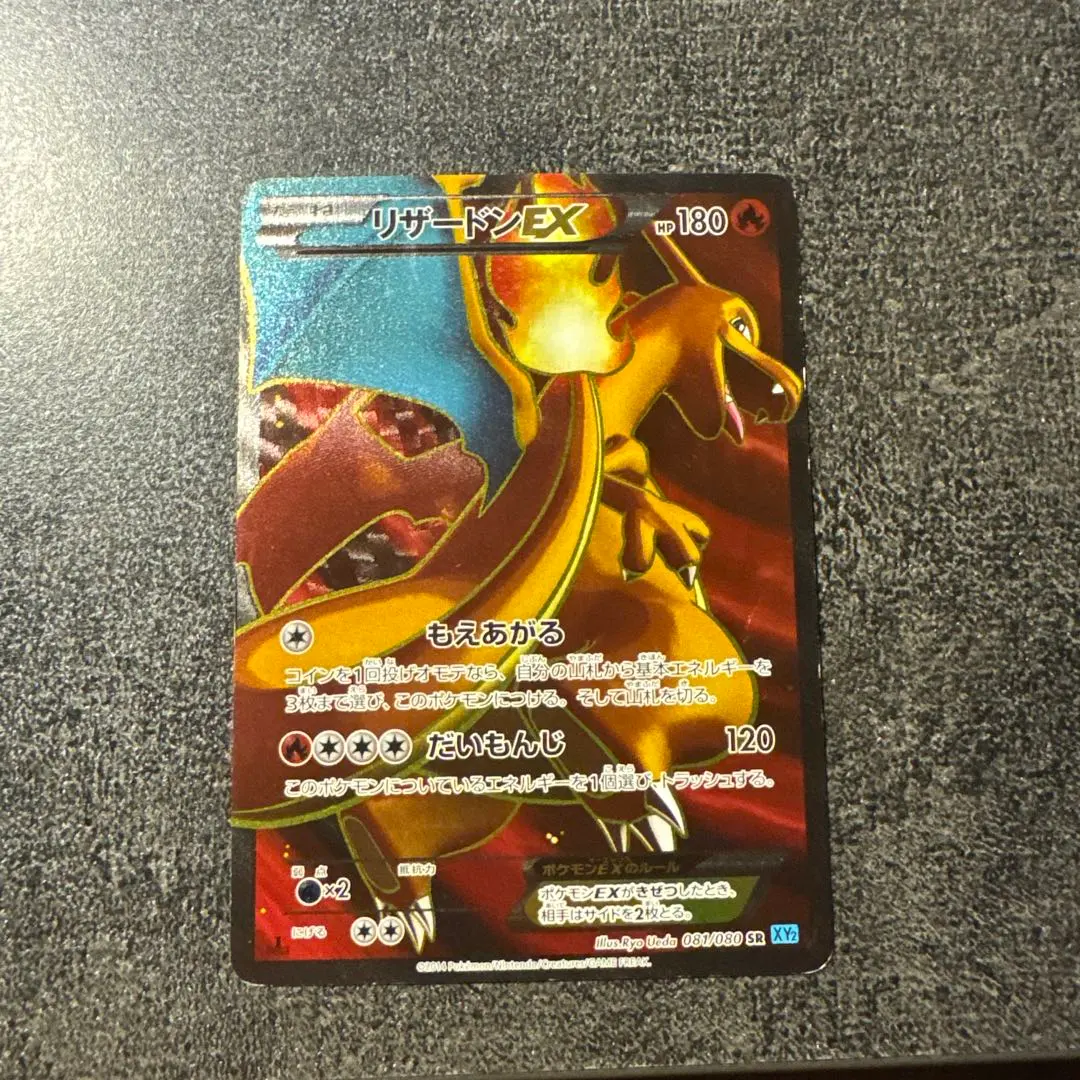 リザードンEX HP180
もえあがる
コインを1回投げオモテなら、自分の山札から基本エネルギーを
3枚まで選び、このポケモンにつける。そして山札を切る。
だいもんじ 120
このポケモンについているエネルギーを1個選び、トラッシュする。
弱点 抵抗力
×2
にげる
ポケモンEXのルール
ポケモンEXがきぜつしたとき、
相手はサイドを2枚とる。
Illus.Ryo Ueda 081/080 SR XY2
©2014 Pokémon/Nintendo/Creatures/GAME FREAK.